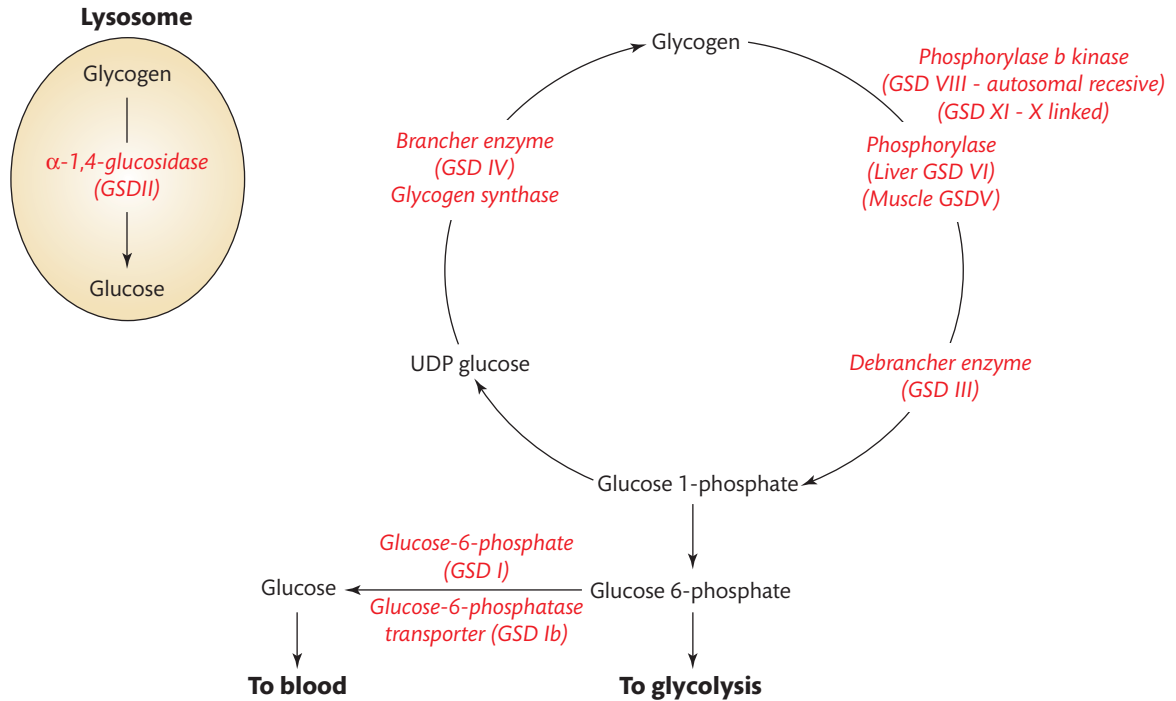 Lysosome
Glycogen
α-1,4-glucosidase
(GSDII)
Glucose
Glycogen
Phosphorylase b kinase
(GSD VIII - autosomal recesive)
(GSD XI - X linked)
Brancher enzyme
(GSD IV)
Glycogen synthase
Phosphorylase
(Liver GSD VI)
(Muscle GSDV)
UDP glucose
Debrancher enzyme
(GSD III)
Glucose 1-phosphate
Glucose-6-phosphate
(GSD I)
Glucose
Glucose 6-phosphate
Glucose-6-phosphatase
transporter (GSD Ib)
To blood
To glycolysis